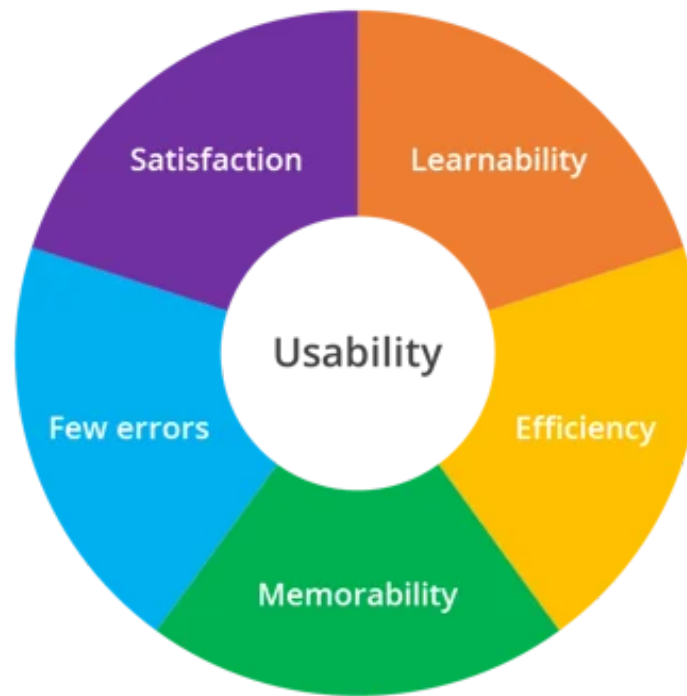 Satisfaction
Learnability
Usability
Few errors
Efficiency
Memorability